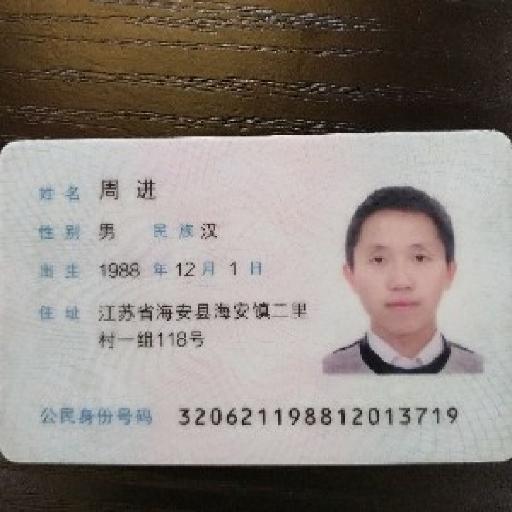 姓名 周进
性别 男 民族 汉
出生 1988 年 12 月 1 日
住址 江苏省海安县海安镇二里
村一组118号
公民身份号码 320621198812013719